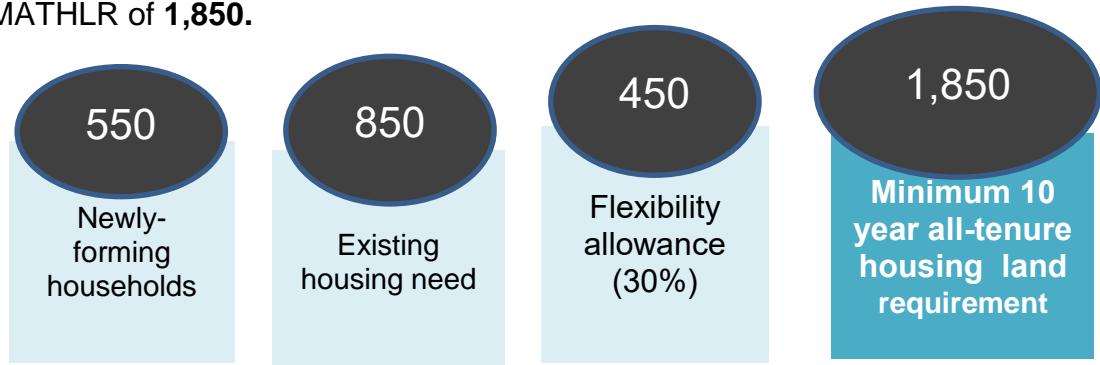 MATHLR of 1,850.
550
Newly-
forming
households
850
Existing
housing need
450
Flexibility
allowance
(30%)
1,850
Minimum 10
year all-tenure
housing land
requirement